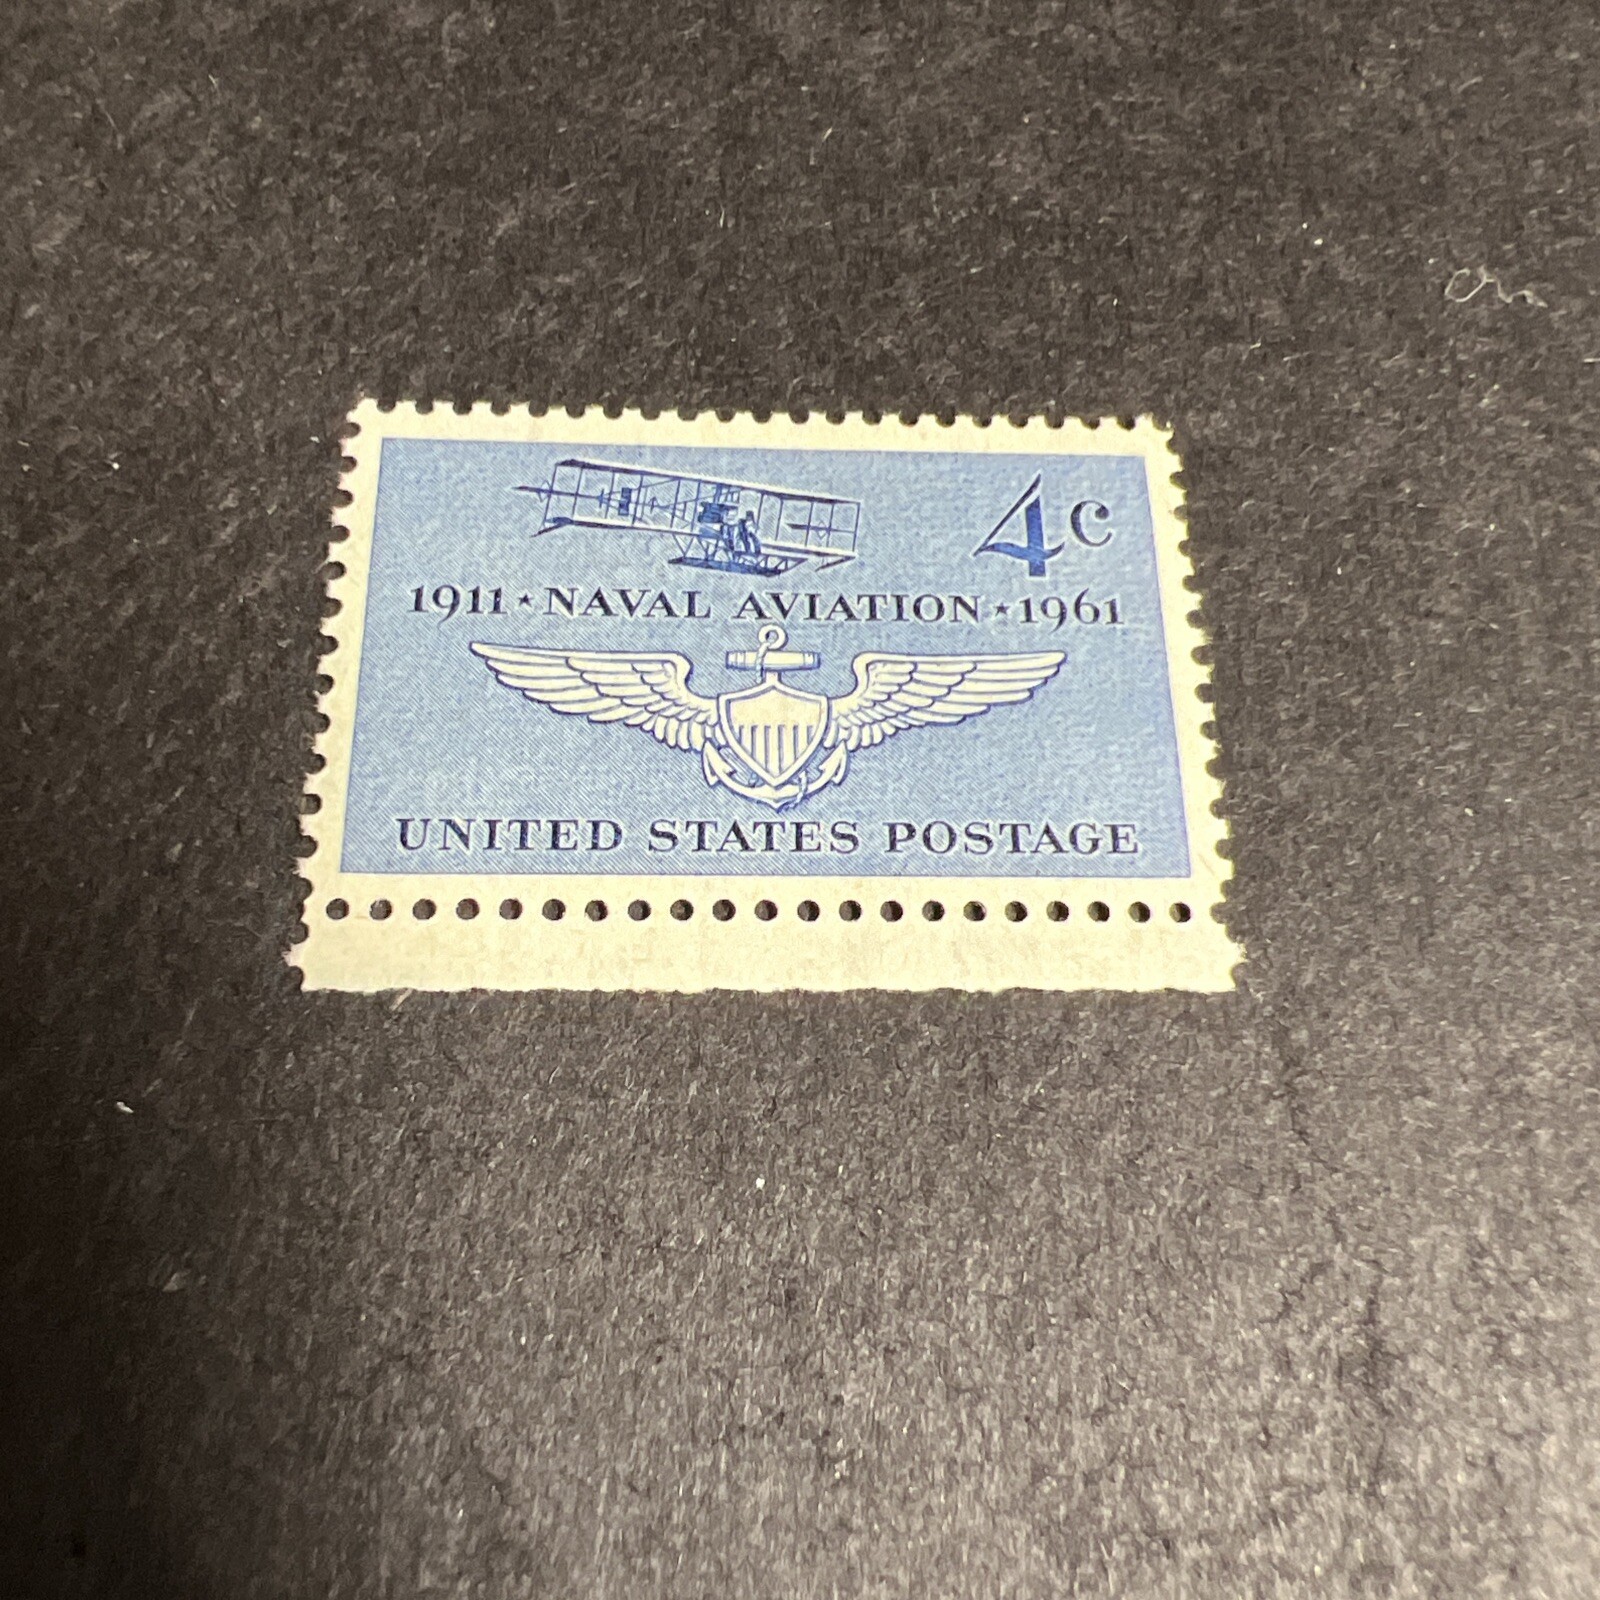 4c
1911 ★ NAVAL AVIATION ★ 1961
UNITED STATES POSTAGE